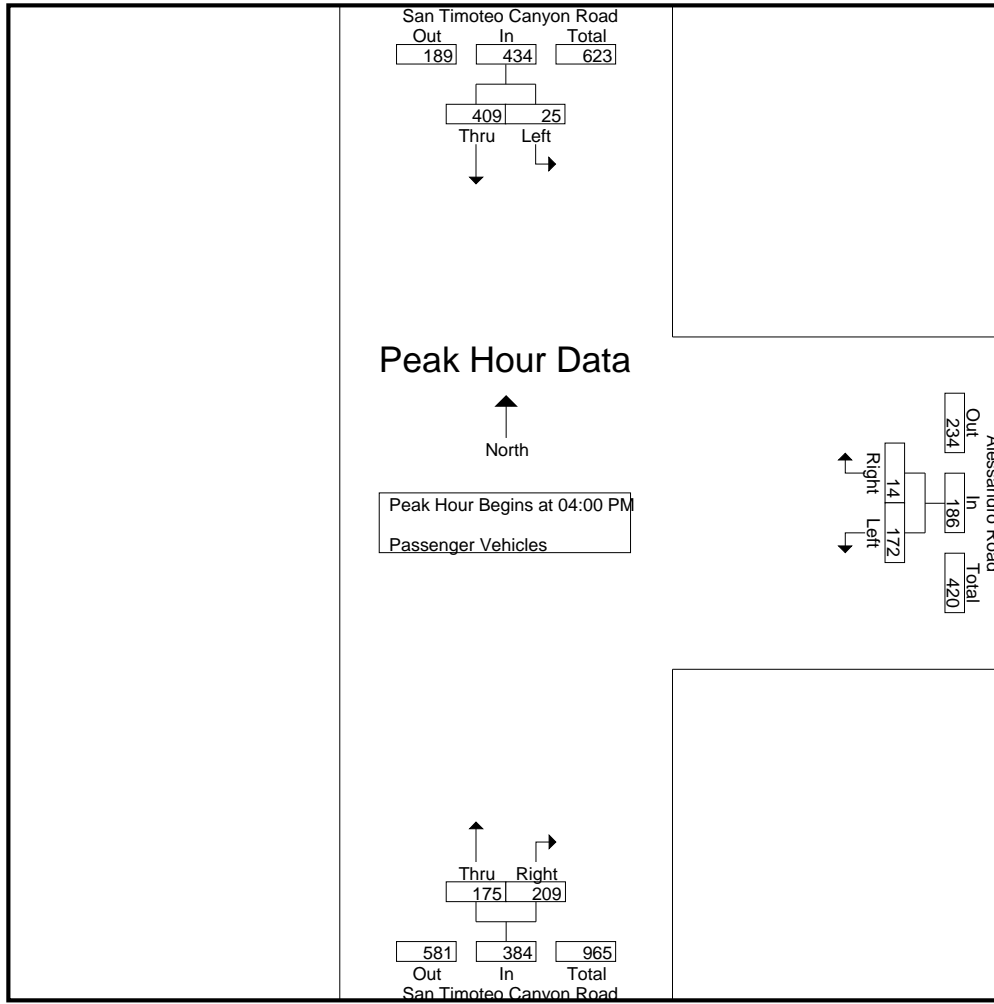 San Timoteo Canyon Road
Out In Total
189 434 623
409 25
Thru Left
Peak Hour Data
North
Peak Hour Begins at 04:00 PM
Passenger Vehicles
Alessandro Road
Out In Total
234 186 420
Right Left
14 172
Thru Right
175 209
581 384 965
Out In Total
San Timoteo Canyon Road